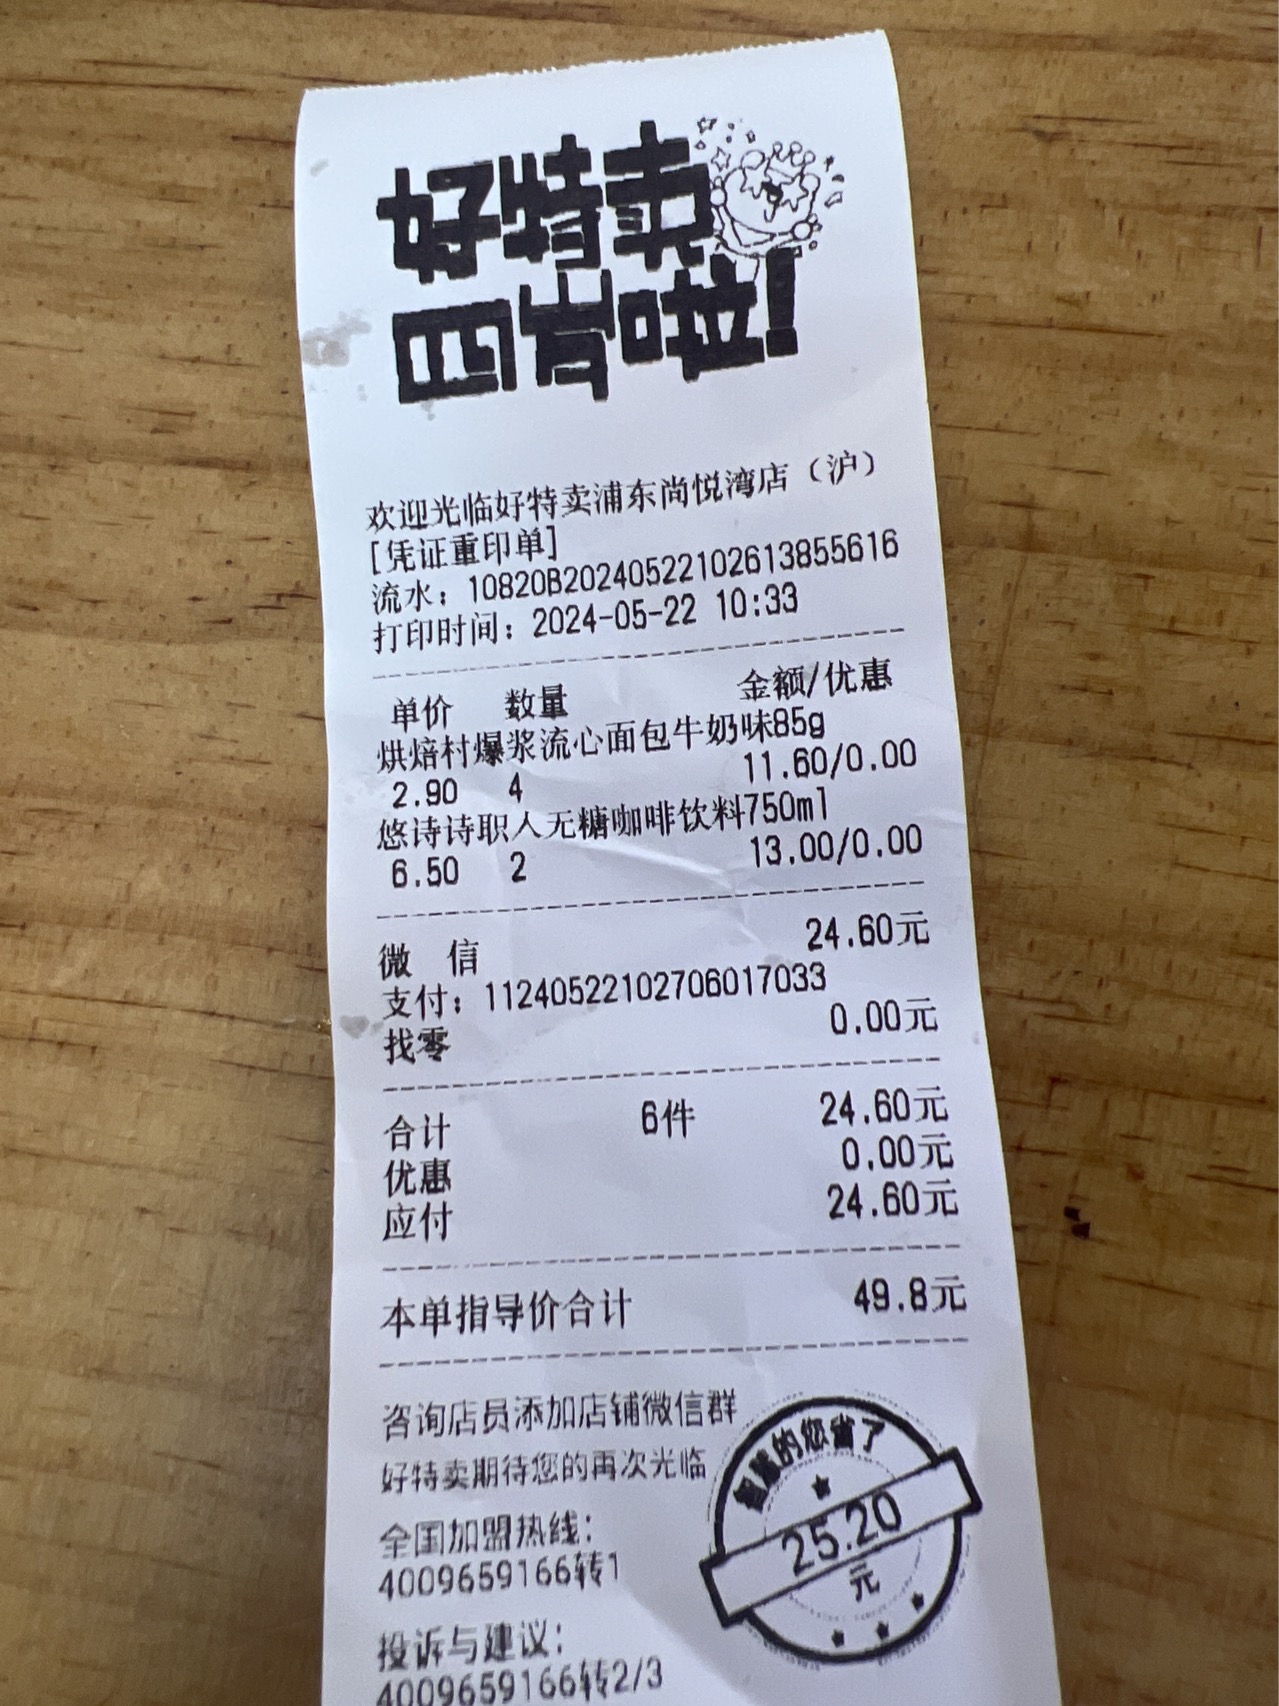 好特卖
四岁啦!
欢迎光临好特卖浦东尚悦湾店（沪）
[凭证重印单]
流水：10820B20240522102613855616
打印时间：2024-05-22 10:33
单价 数量 金额/优惠
烘焙村爆浆流心面包牛奶味85g
2.90 4 11.60/0.00
悠诗诗职人无糖咖啡饮料750ml
6.50 2 13.00/0.00
微 信 24.60元
支付：11240522102706017033
找零 0.00元
合计 6件 24.60元
优惠 0.00元
应付 24.60元
本单指导价合计 49.8元
咨询店员添加店铺微信群
好特卖期待您的再次光临
全国加盟热线：
4009659166转1
投诉与建议：
4009659166转2/3
智慧的您省了
25.20
元